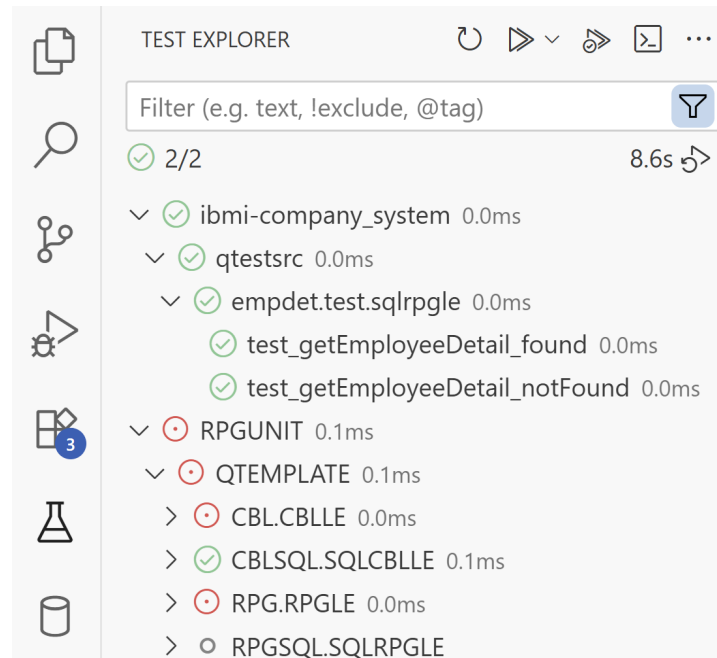 TEST EXPLORER
Filter (e.g. text, !exclude, @tag)
2/2 8.6s
ibmi-company_system 0.0ms
qtestsrc 0.0ms
empdet.test.sqlrpgle 0.0ms
test_getEmployeeDetail_found 0.0ms
test_getEmployeeDetail_notFound 0.0ms
RPGUNIT 0.1ms
3
QTEMPLATE 0.1ms
CBL.CBLLE 0.0ms
CBLSQL.SQLCBLLE 0.1ms
RPG.RPGLE 0.0ms
RPGSQL.SQLRPGLE